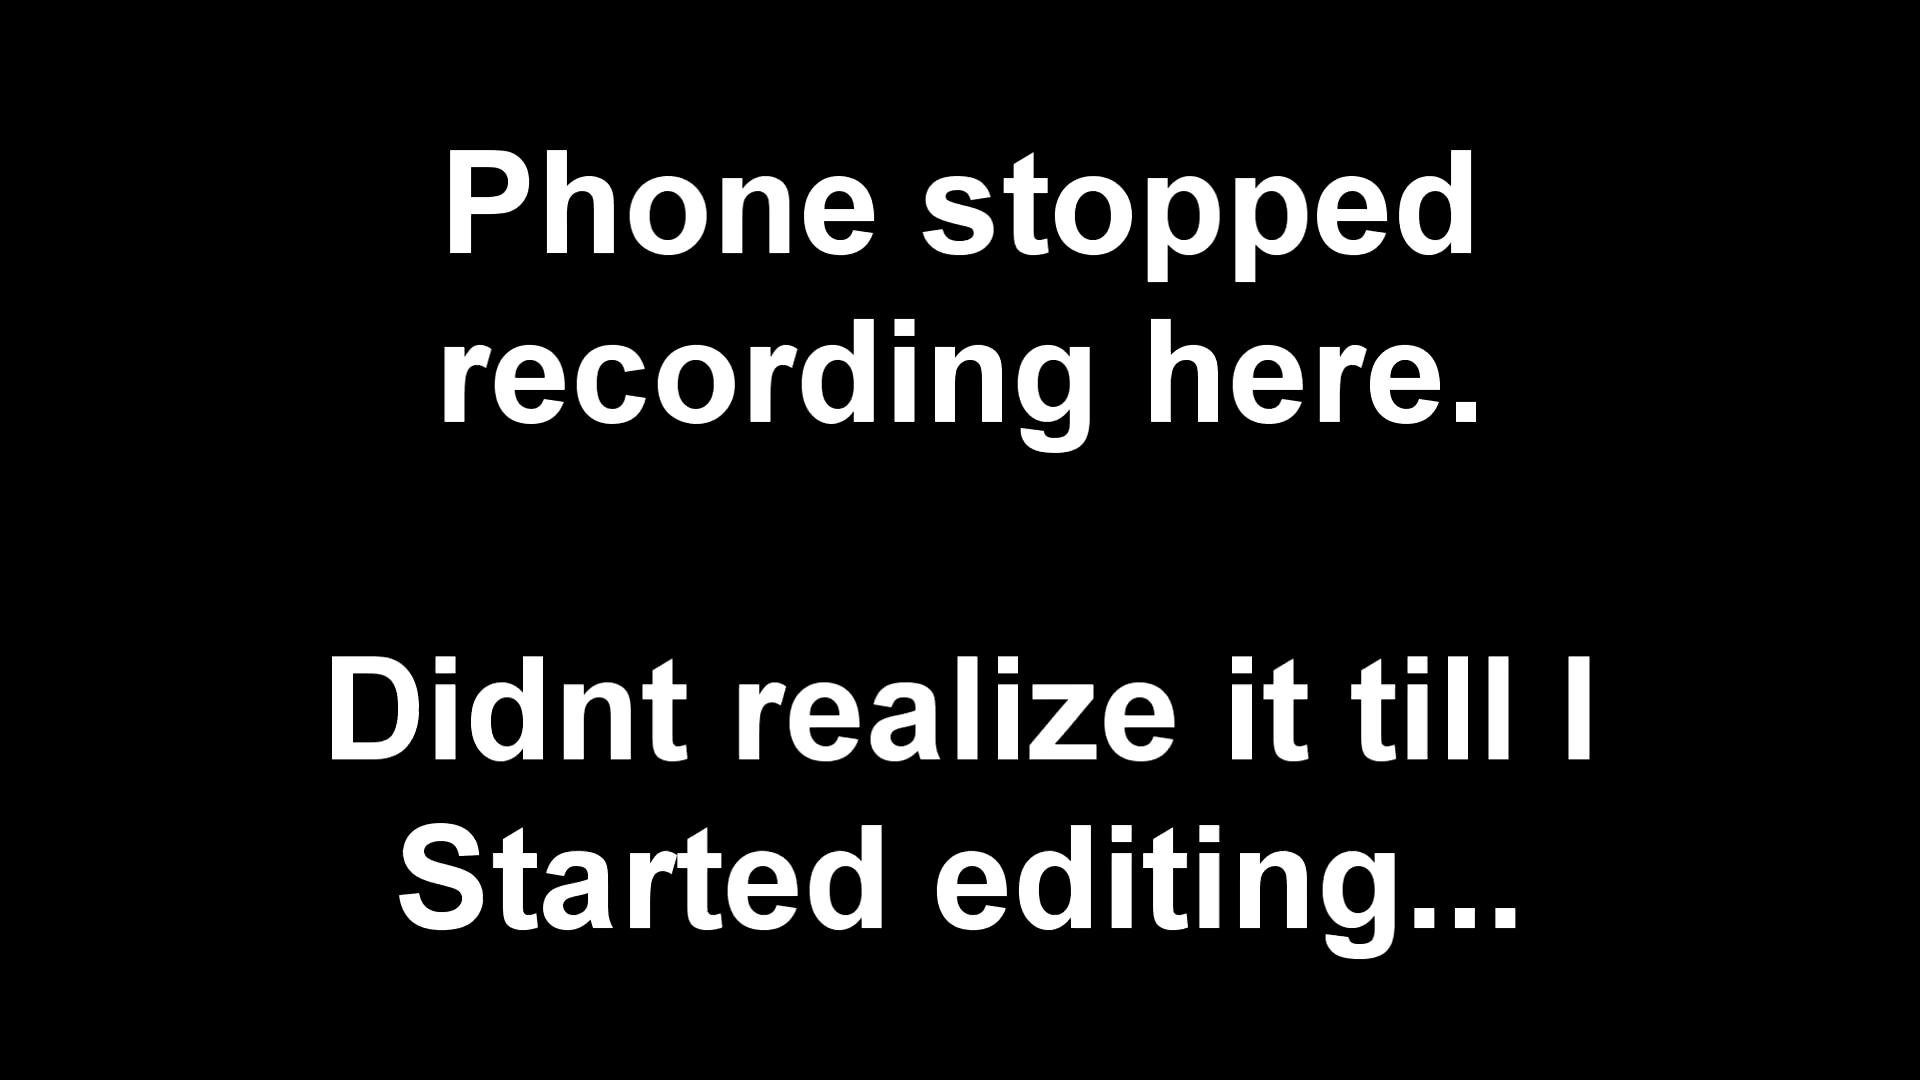 Phone stopped
recording here.
Didnt realize it till I
Started editing...